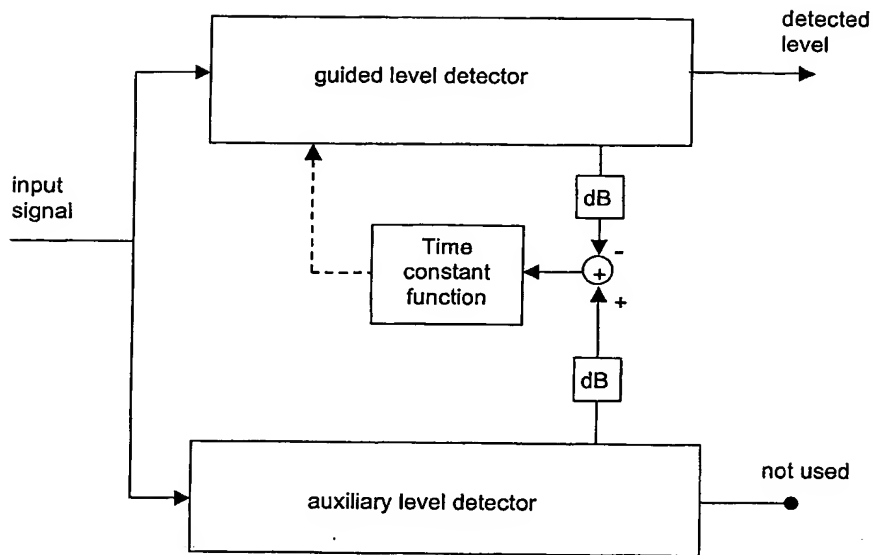 detected
level
guided level detector
input
signal
dB
-
Time
constant
function
+
+
dB
not used
auxiliary level detector